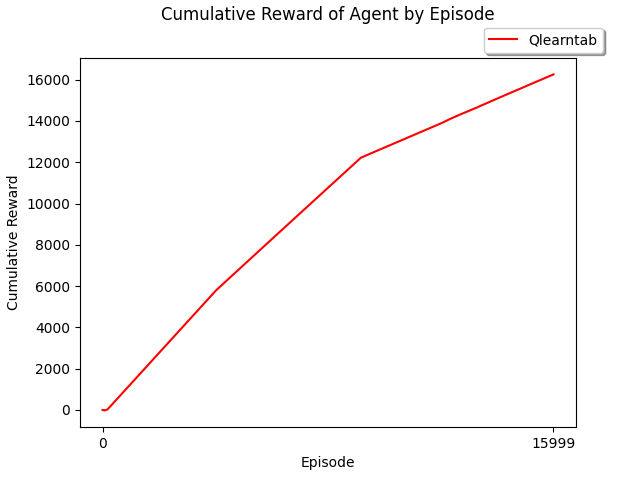 Cumulative Reward of Agent by Episode
Qlearntab
16000
14000
12000
10000
8000
6000
4000
2000
0
Cumulative Reward
0
15999
Episode